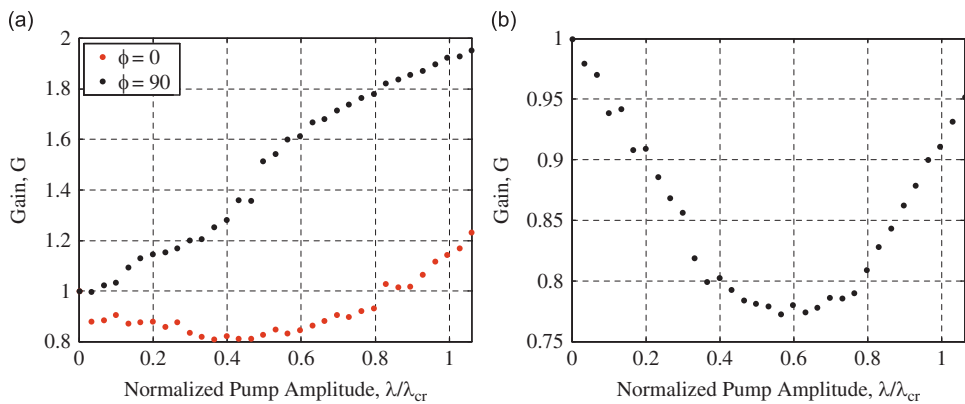 (a)
2
1.8
1.6
1.4
1.2
1
0.8
Gain, G
ϕ = 0
ϕ = 90
0 0.2 0.4 0.6 0.8 1
Normalized Pump Amplitude, λ/λcr
(b)
1
0.95
0.9
0.85
0.8
0.75
Gain, G
0 0.2 0.4 0.6 0.8 1
Normalized Pump Amplitude, λ/λcr